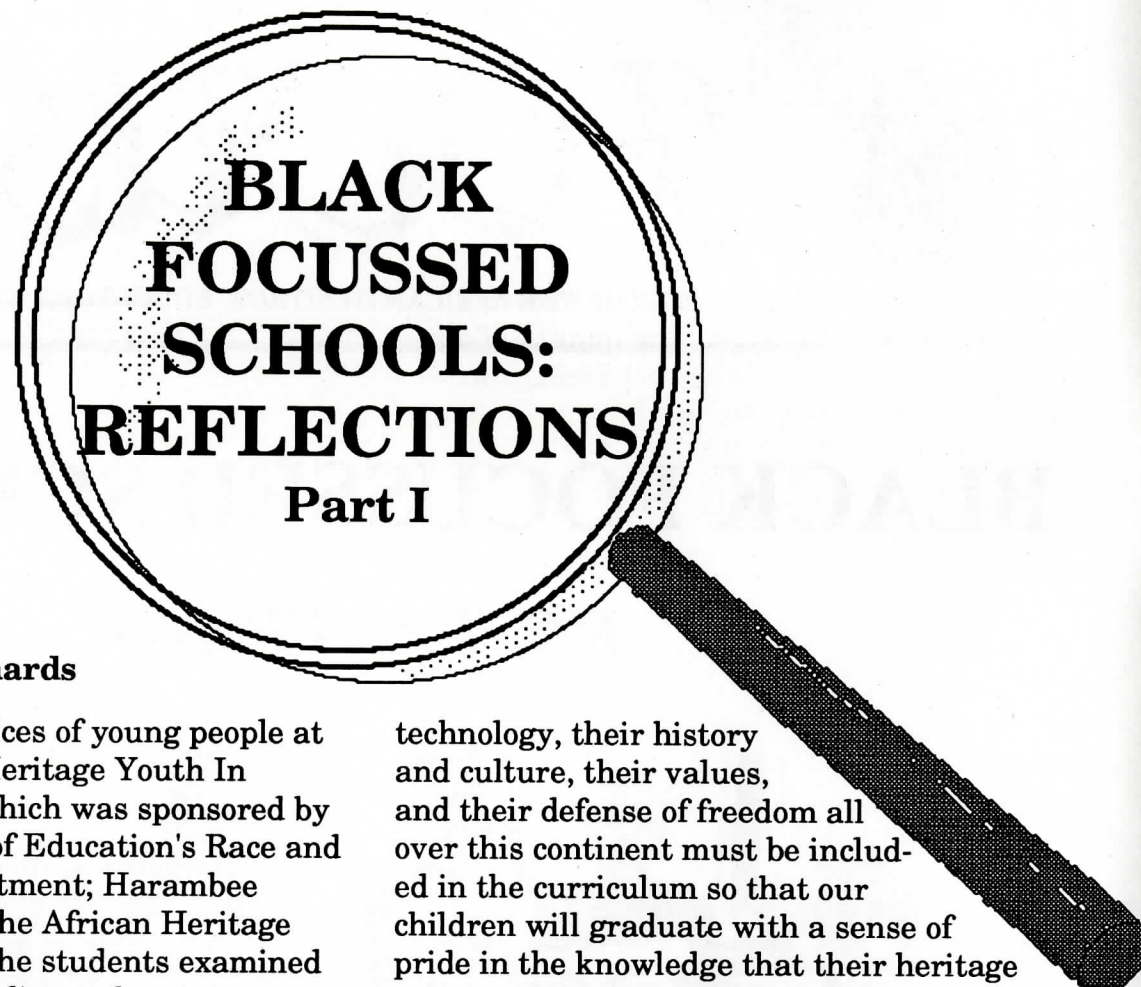 BLACK
FOCUSSED
SCHOOLS:
REFLECTIONS
Part I
ces of young people at
eritage Youth In
hich was sponsored by
of Education's Race and
tment; Harambee
he African Heritage
he students examined
technology, their history
and culture, their values,
and their defense of freedom all
over this continent must be includ-
ed in the curriculum so that our
children will graduate with a sense of
pride in the knowledge that their heritage